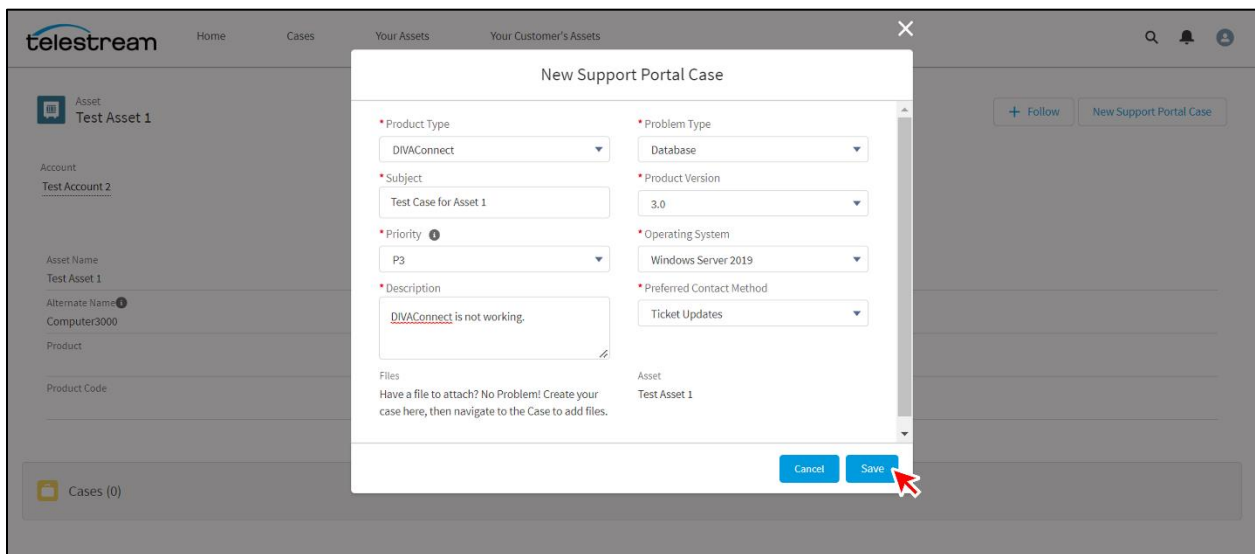 telestream
Home
Cases
Your Assets
Your Customer's Assets
Asset
Test Asset 1
+ Follow
New Support Portal Case
Account
Test Account 2
Asset Name
Test Asset 1
Alternate Name
Computer3000
Product
Product Code
Cases (0)
New Support Portal Case
* Product Type
DIVAConnect
* Problem Type
Database
* Subject
Test Case for Asset 1
* Product Version
3.0
* Priority
P3
* Operating System
Windows Server 2019
* Description
DIVAConnect is not working.
* Preferred Contact Method
Ticket Updates
Files
Have a file to attach? No Problem! Create your
case here, then navigate to the Case to add files.
Asset
Test Asset 1
Cancel
Save